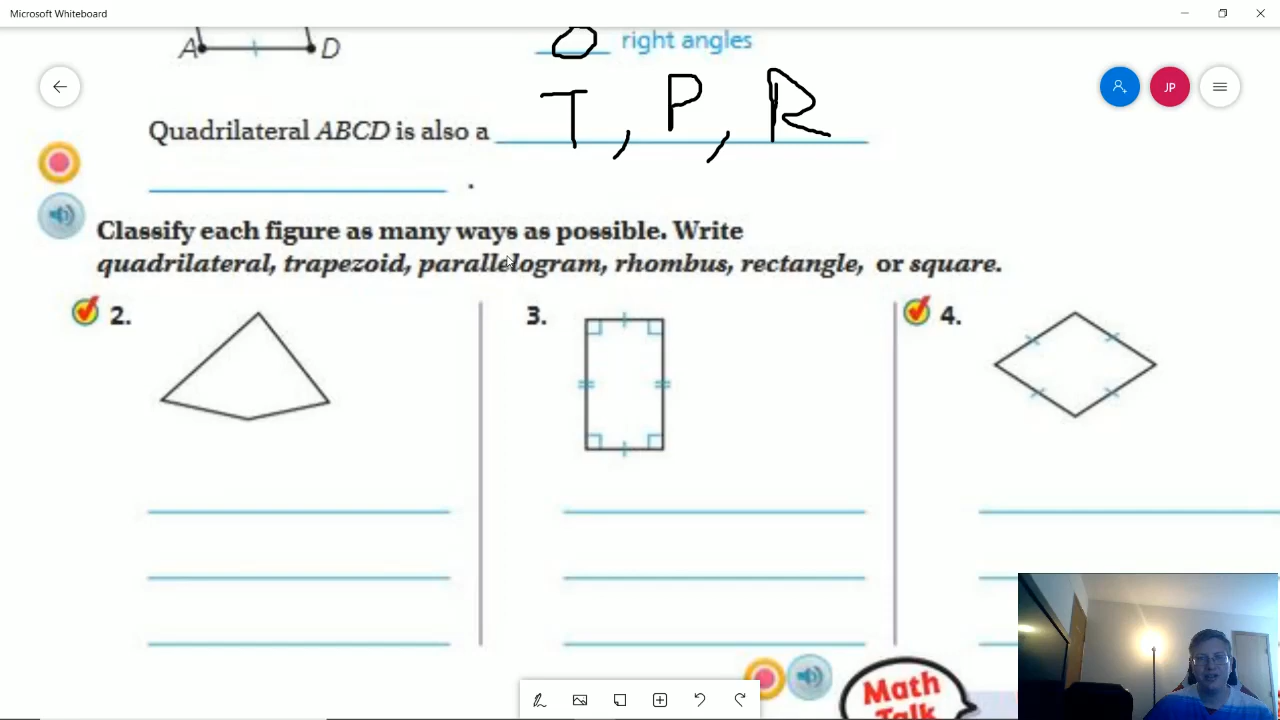 Microsoft Whiteboard
A D
0 right angles
JP
T, P, R
Quadrilateral ABCD is also a
.
Classify each figure as many ways as possible. Write
quadrilateral, trapezoid, parallelogram, rhombus, rectangle, or square.
2. 3. 4.
Math
Talk